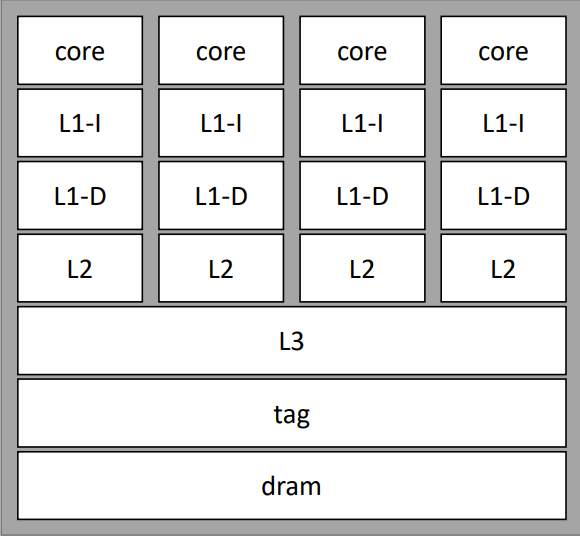 core core core core
L1-I L1-I L1-I L1-I
L1-D L1-D L1-D L1-D
L2 L2 L2 L2
L3
tag
dram